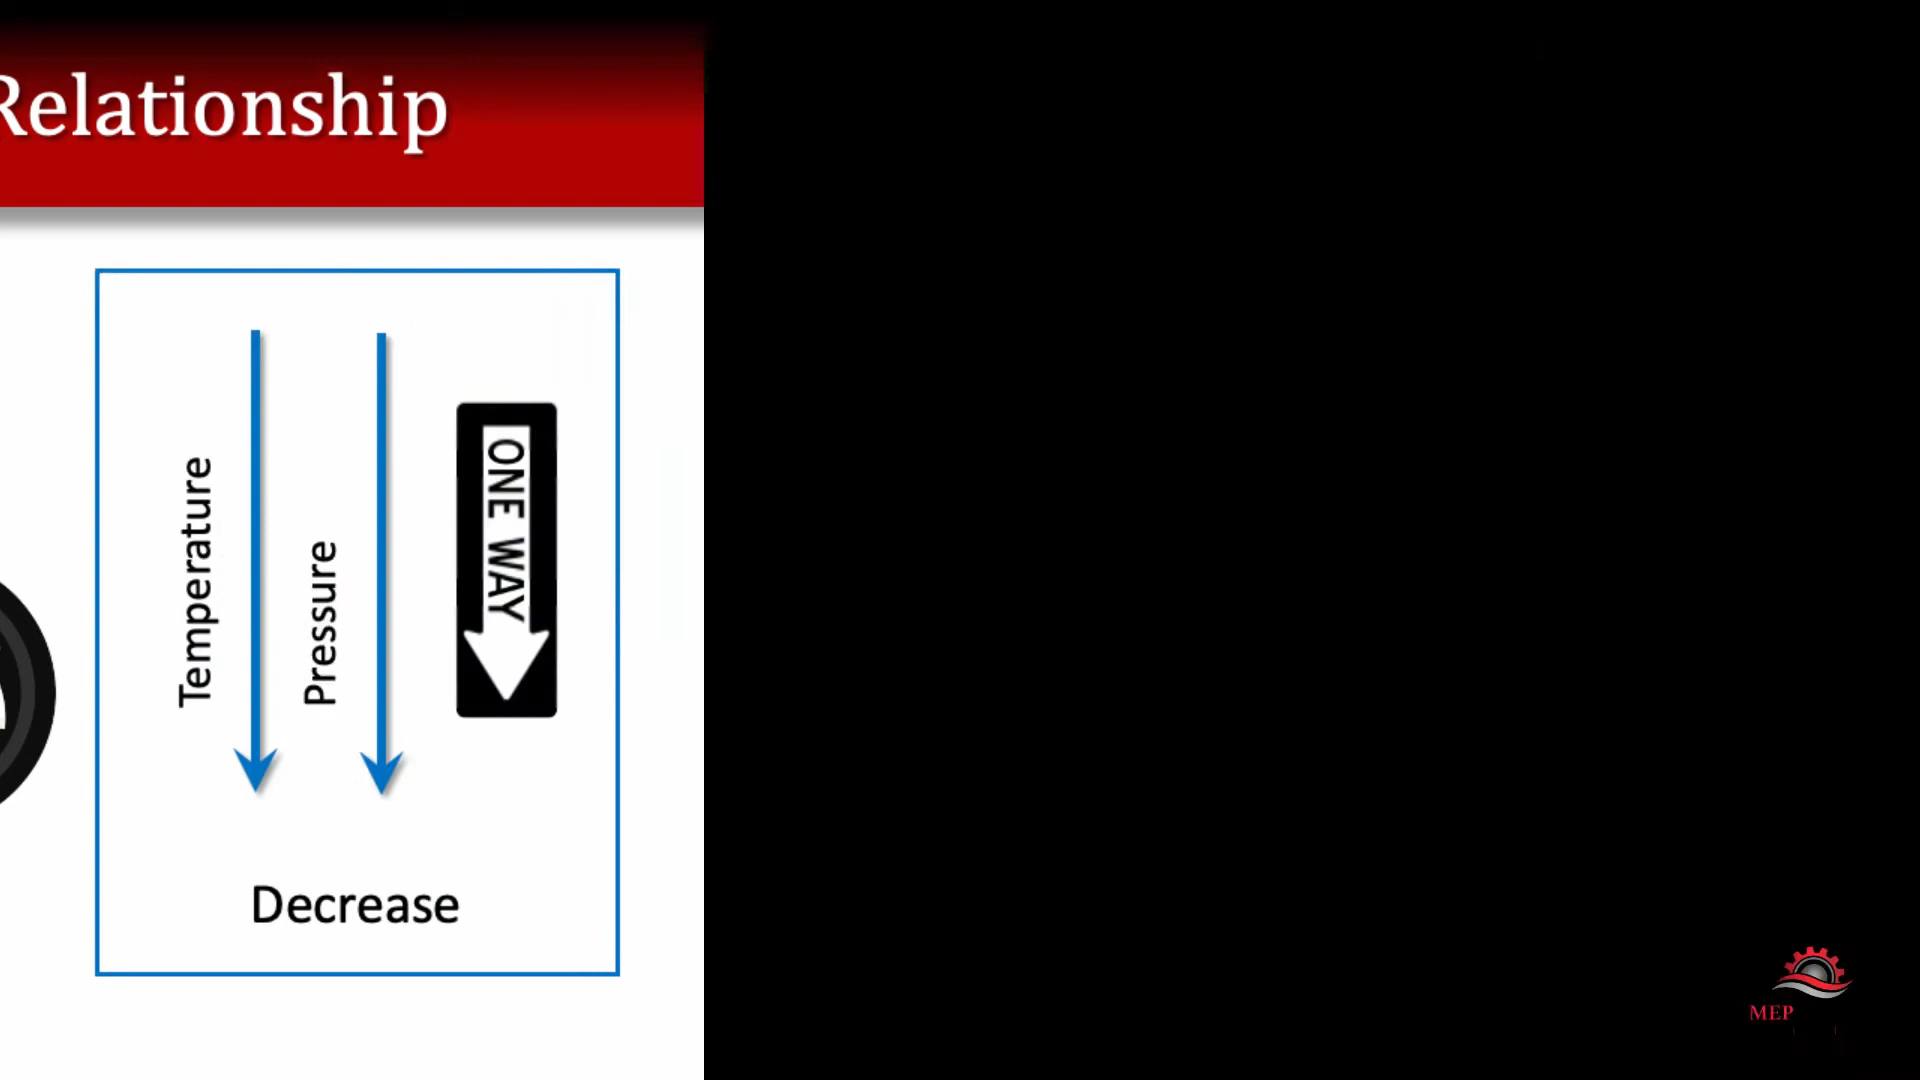 Relationship
Temperature
Pressure
ONE WAY
Decrease
MEP